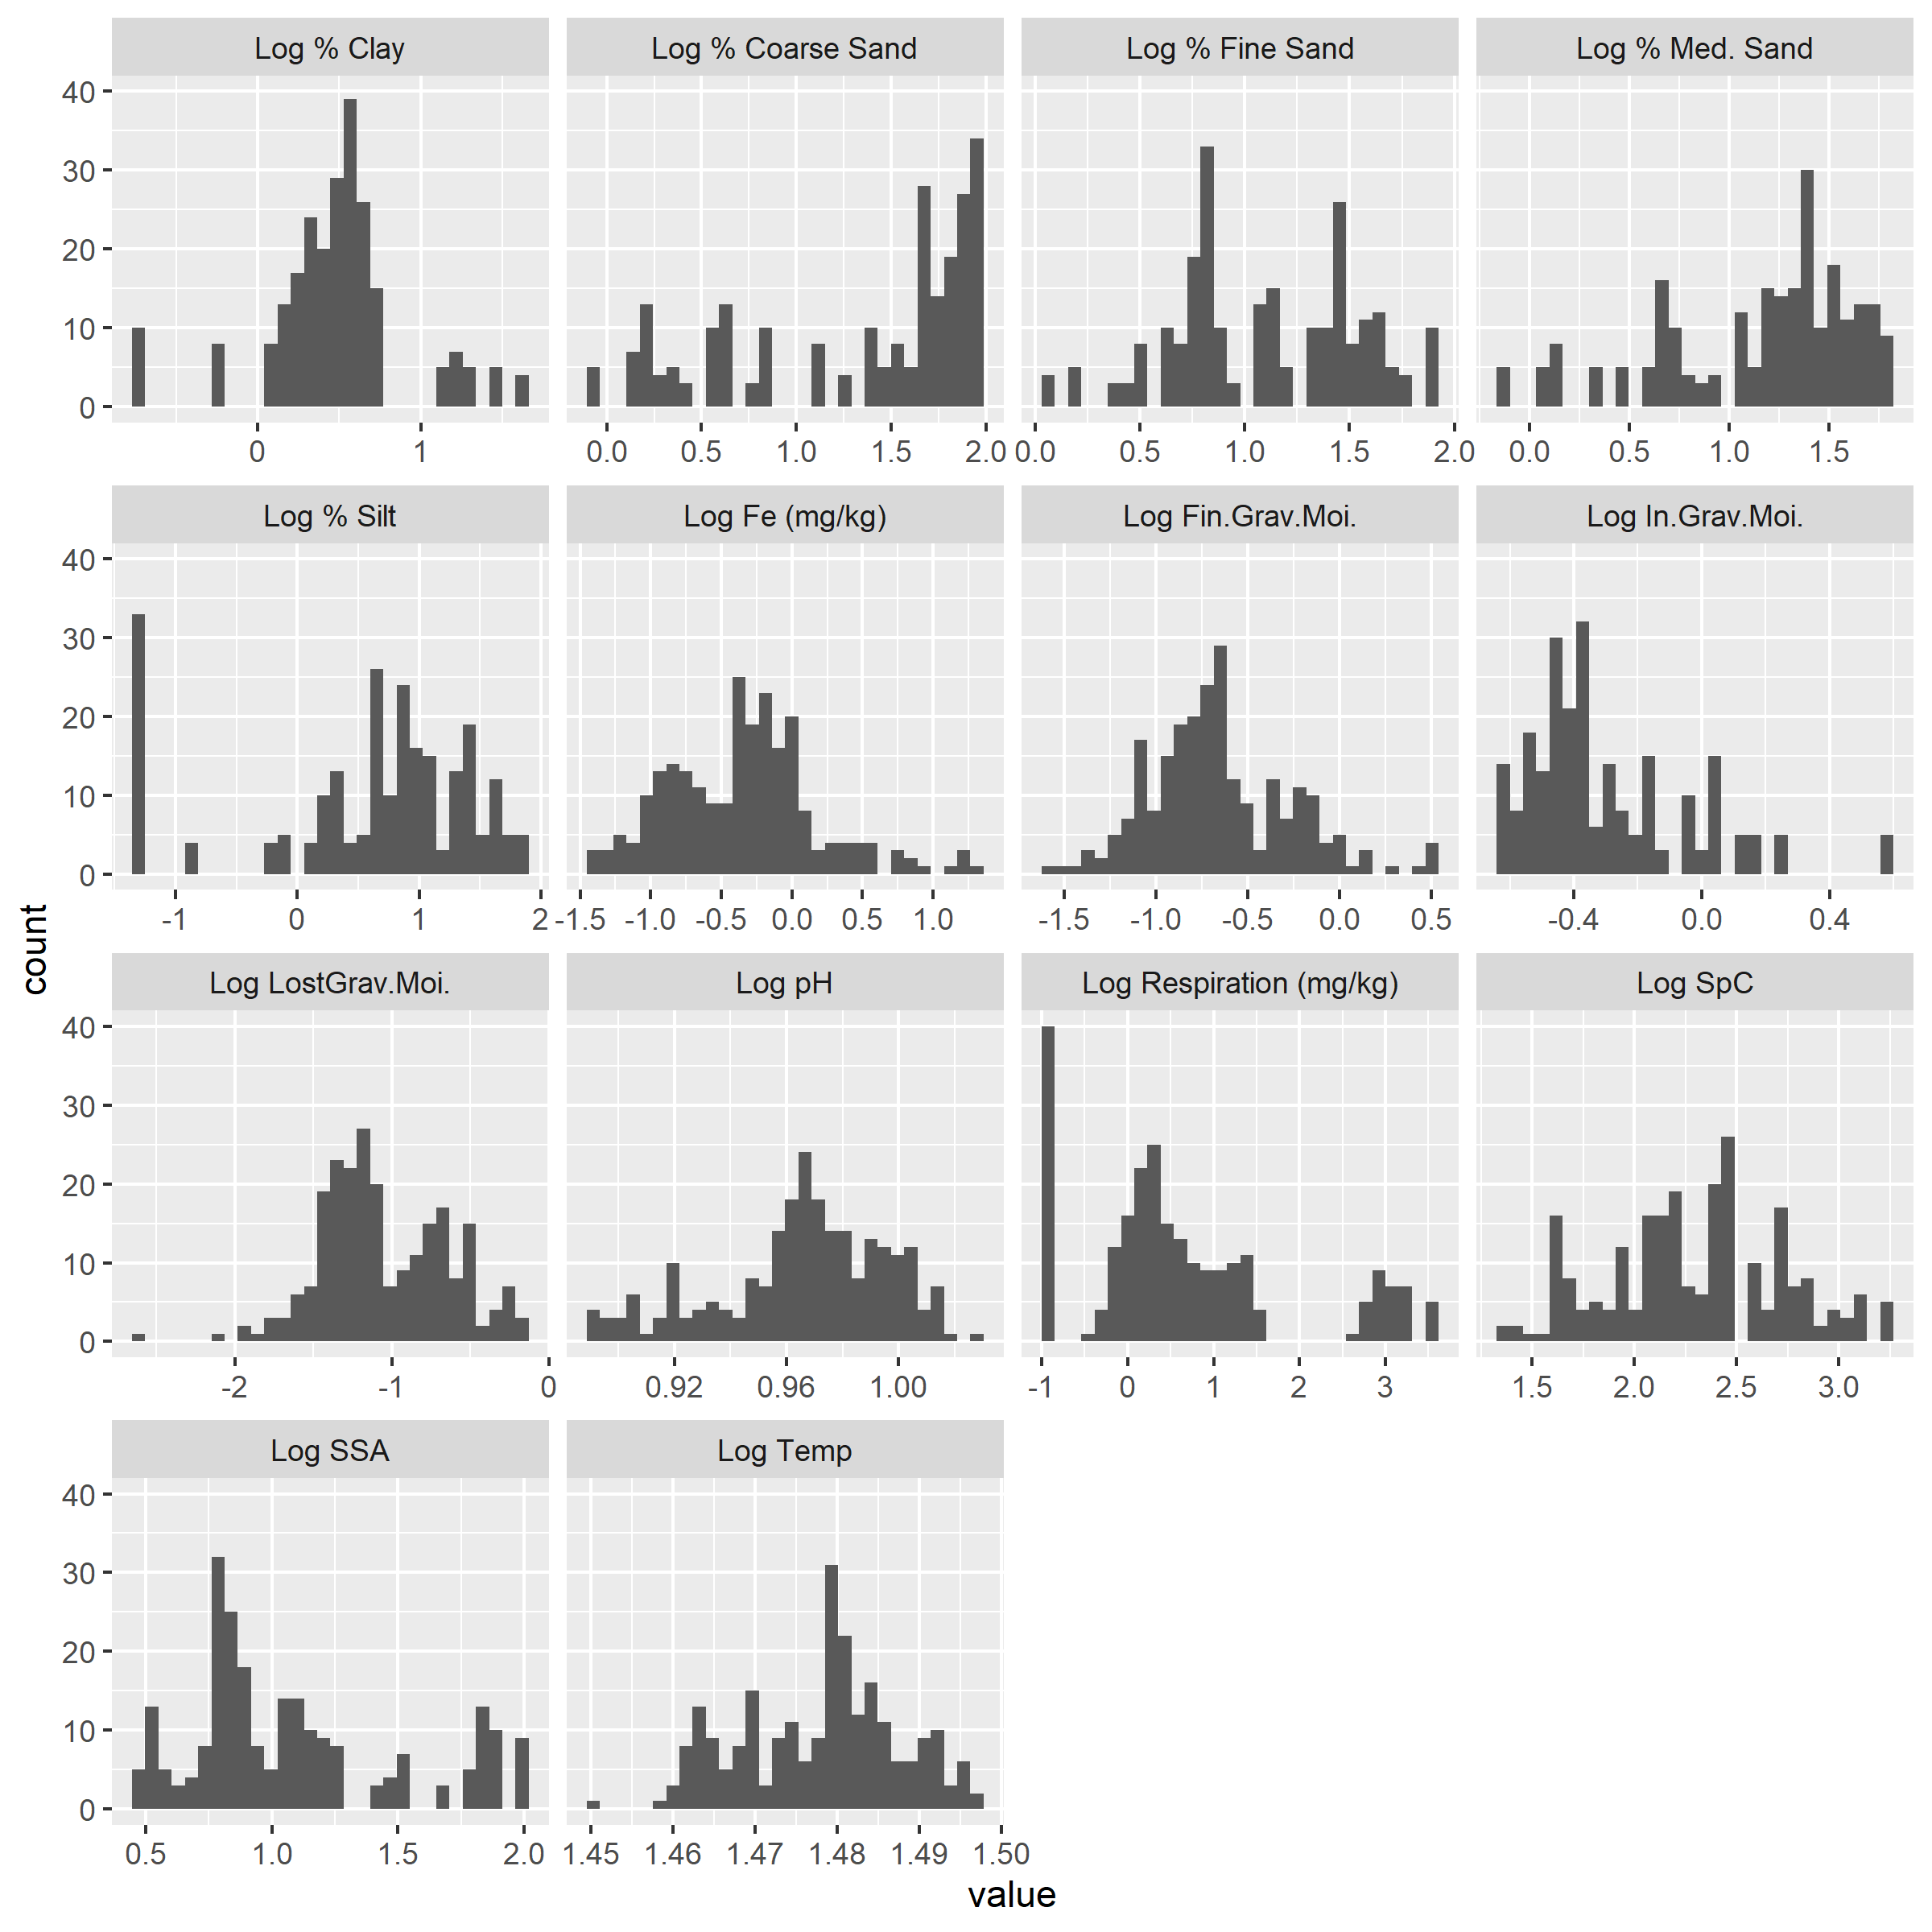 Log % Clay Log % Coarse Sand Log % Fine Sand Log % Med. Sand
40
30
20
10
0
0 1 0.0 0.5 1.0 1.5 2.0 0.0 0.5 1.0 1.5 2.0 0.0 0.5 1.0 1.5
Log % Silt Log Fe (mg/kg) Log Fin.Grav.Moi. Log In.Grav.Moi.
40
30
20
10
0
-1 0 1 2 -1.5 -1.0 -0.5 0.0 0.5 1.0 -1.5 -1.0 -0.5 0.0 0.5 -0.4 0.0 0.4
count
Log LostGrav.Moi. Log pH Log Respiration (mg/kg) Log SpC
40
30
20
10
0
-2 -1 0 0.92 0.96 1.00 -1 0 1 2 3 1.5 2.0 2.5 3.0
Log SSA Log Temp
40
30
20
10
0
0.5 1.0 1.5 2.0 1.45 1.46 1.47 1.48 1.49 1.50
value